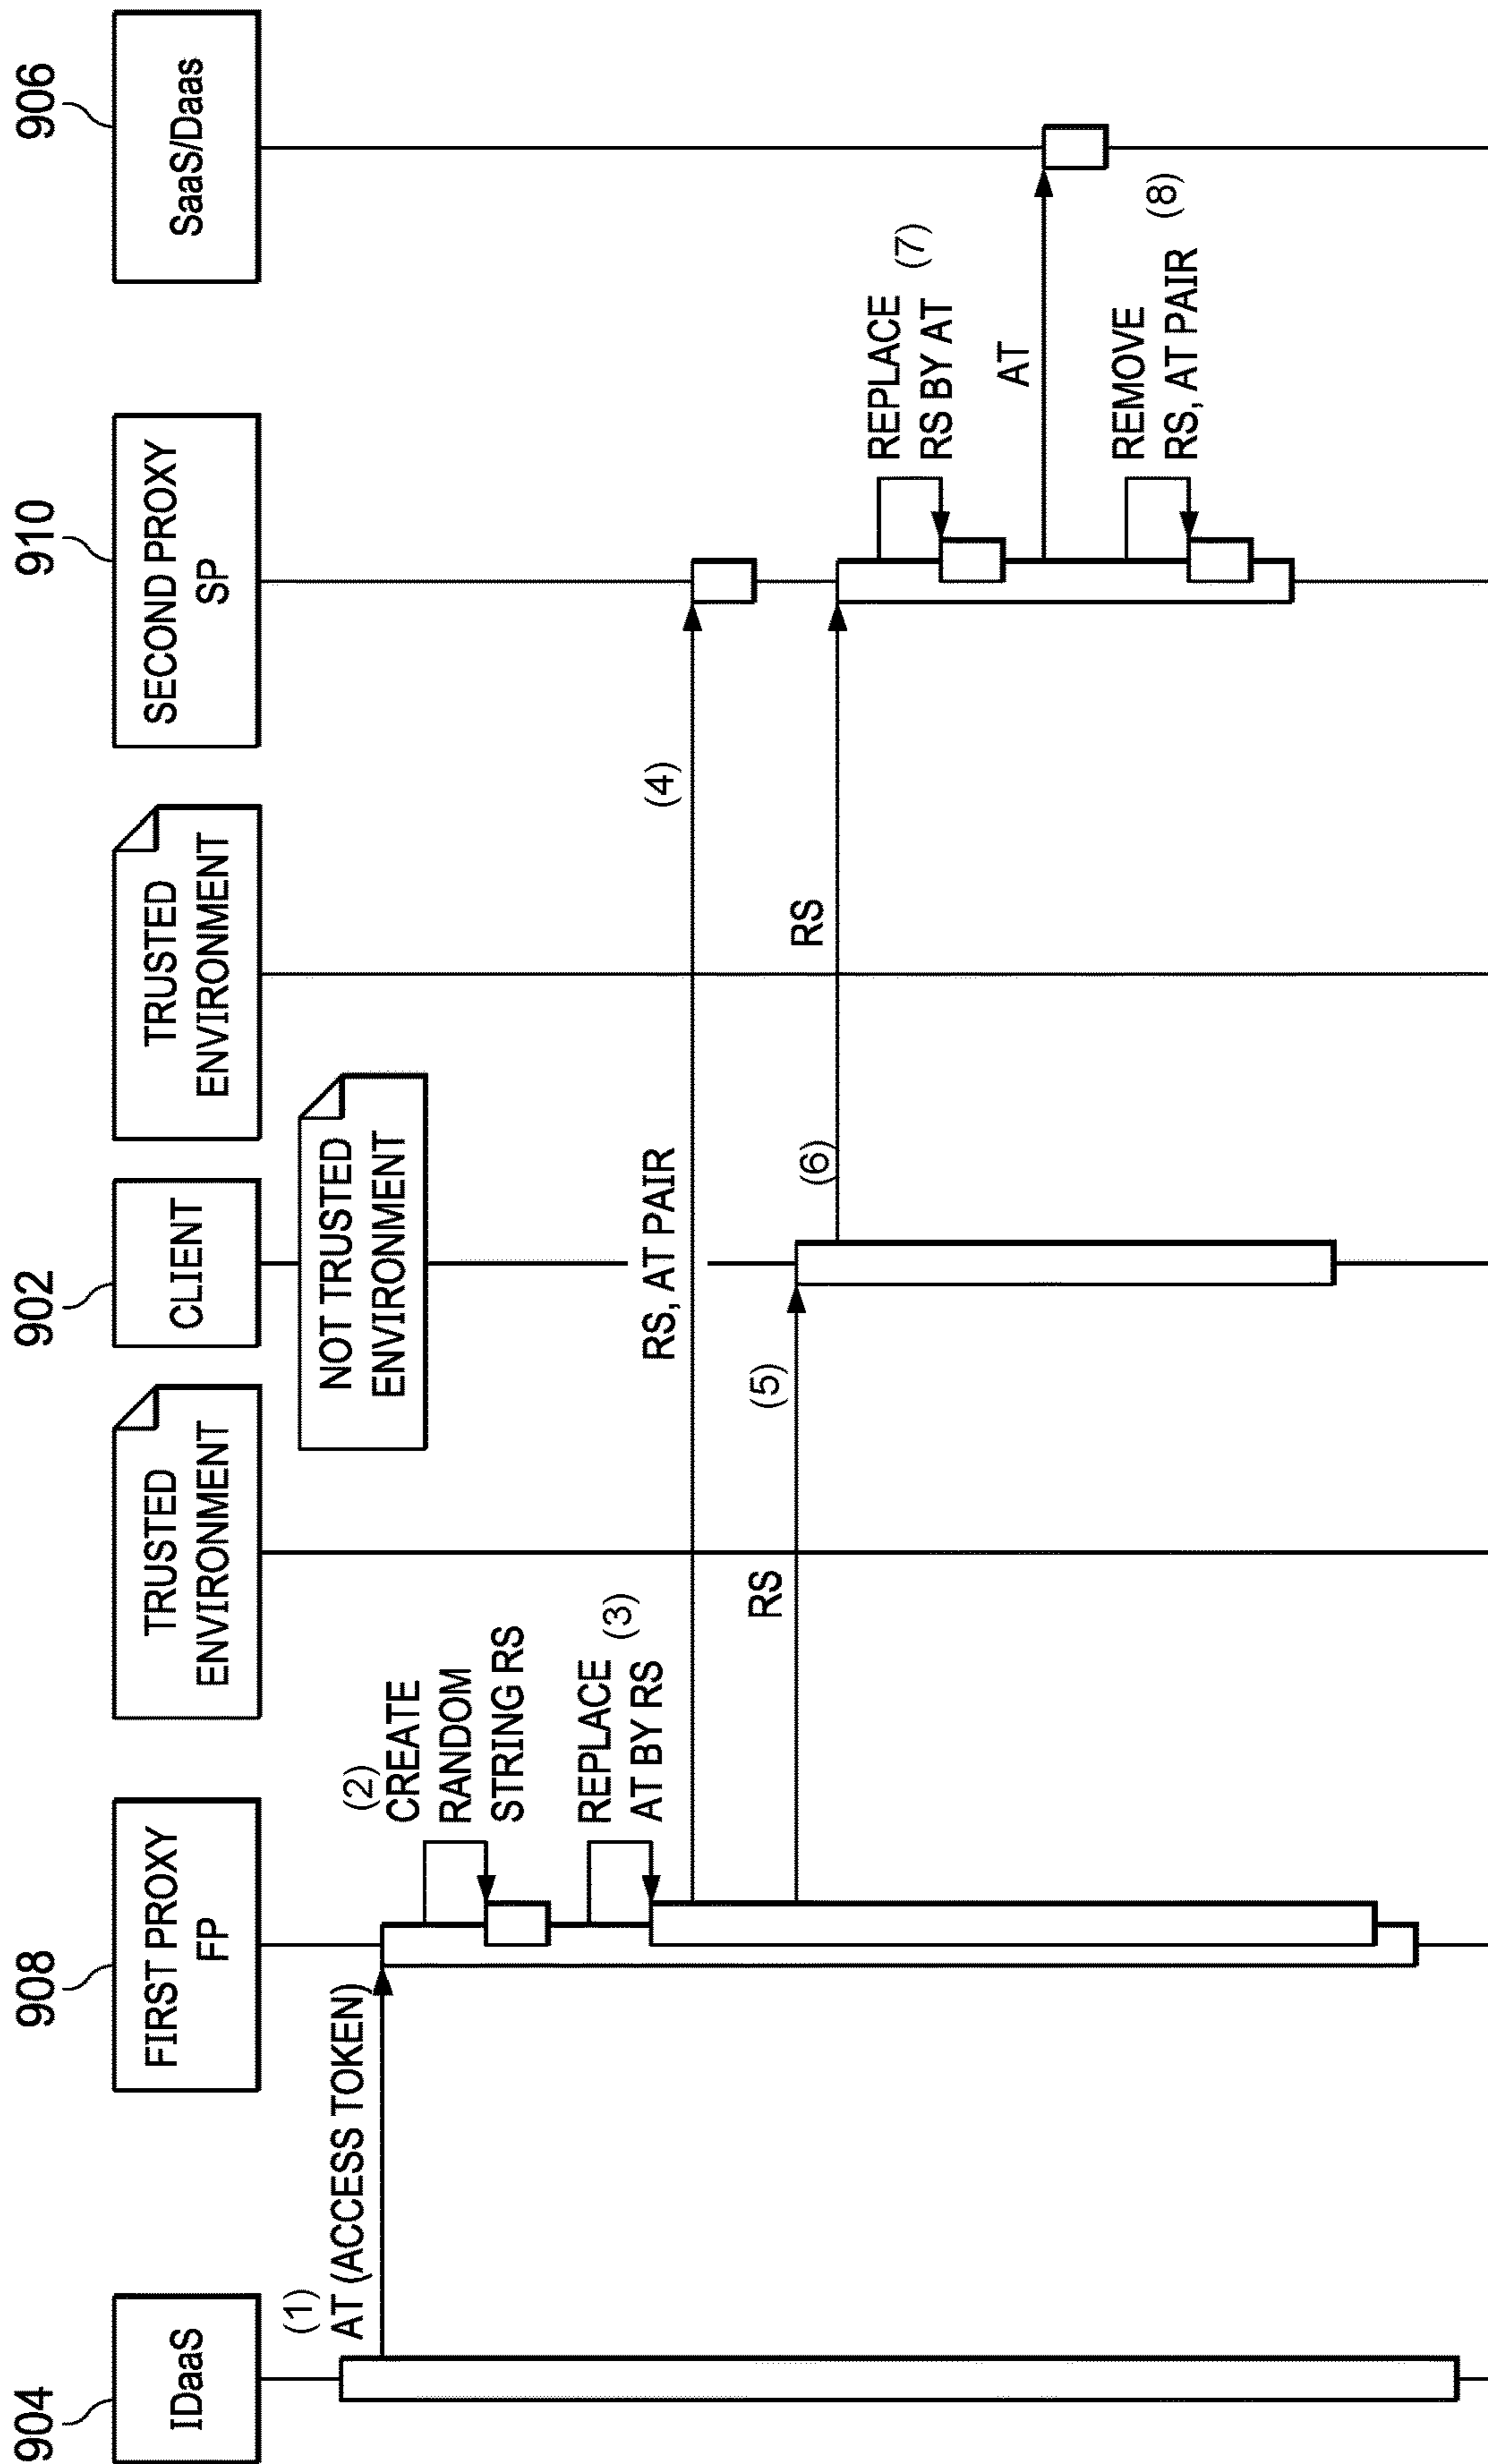 904
908
902
910
906
IDaaS
FIRST PROXY
FP
TRUSTED
ENVIRONMENT
CLIENT
NOT TRUSTED
ENVIRONMENT
TRUSTED
ENVIRONMENT
SECOND PROXY
SP
SaaS/Daas
(1)
AT (ACCESS TOKEN)
(2)
CREATE
RANDOM
STRING RS
REPLACE
AT BY RS
(3)
RS, AT PAIR
(4)
RS
(5)
(6)
RS
REPLACE
RS BY AT
(7)
AT
REMOVE
RS, AT PAIR
(8)